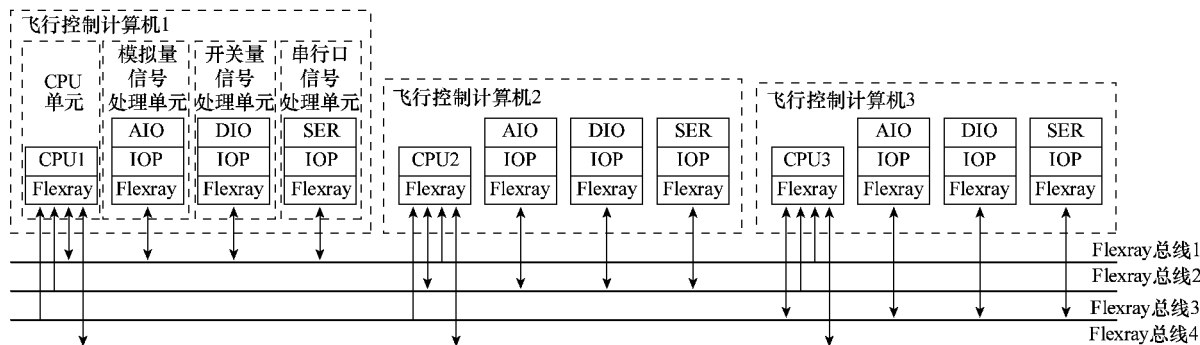 飞行控制计算机1
CPU
单元
模拟量
信号
处理单元
开关量
信号
处理单元
串行口
信号
处理单元
AIO
DIO
SER
CPU1
IOP
IOP
IOP
Flexray
Flexray
Flexray
Flexray
飞行控制计算机2
AIO
DIO
SER
CPU2
IOP
IOP
IOP
Flexray
Flexray
Flexray
Flexray
飞行控制计算机3
AIO
DIO
SER
CPU3
IOP
IOP
IOP
Flexray
Flexray
Flexray
Flexray
Flexray总线1
Flexray总线2
Flexray总线3
Flexray总线4